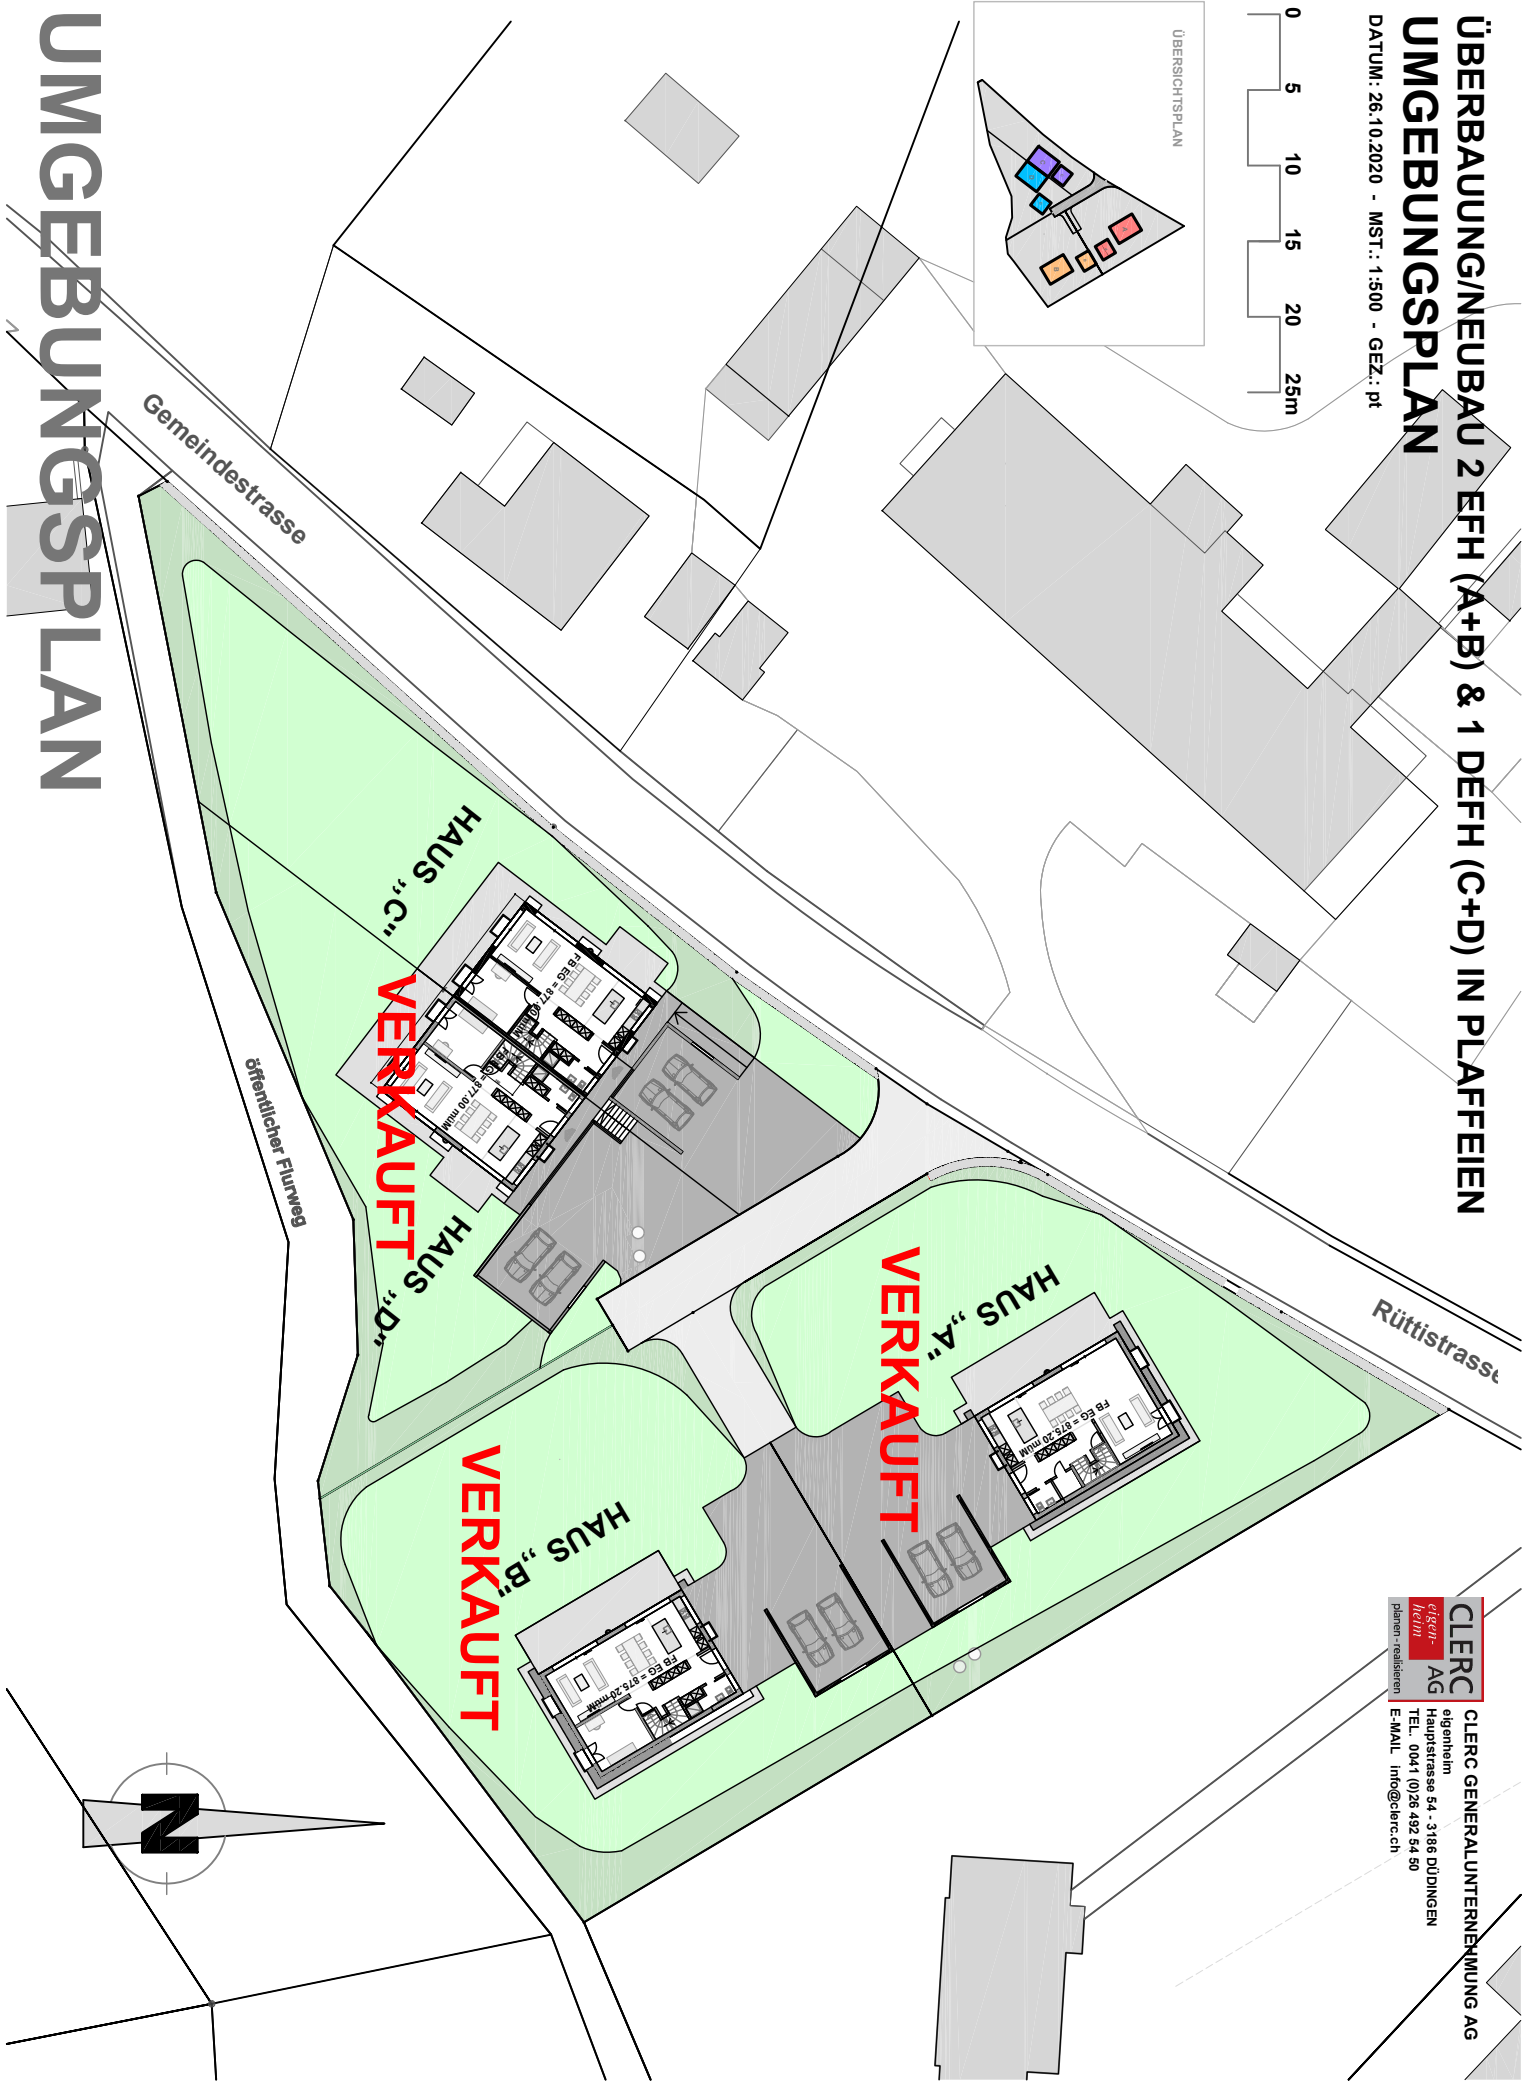 ÜBERBAUUNG/NEUBAU 2 EFH (A+B) & 1 DEFH (C+D) IN PLAFFEIEN
UMGEBUNGSPLAN
DATUM: 26.10.2020 - MST.: 1:500 - GEZ.: pt
0 5 10 15 20 25m
ÜBERSICHTSPLAN
CLERC
eigen-
heim
AG
planen-realisieren
CLERC GENERALUNTERNEHMUNG AG
eigenheim
Hauptstrasse 54 - 3186 DÜDINGEN
TEL. 0041 (0)26 492 54 50
E-MAIL info@clerc.ch
Rüttistrasse
HAUS ,,A"
VERKAUFT
FB EG = 875.20 müM
HAUS ,,B"
VERKAUFT
FB EG = 875.20 müM
HAUS ,,C"
VERKAUFT
FB EG = 877.00 müM
HAUS ,,D"
FB EG = 877.00 müM
Gemeindestrasse
öffentlicher Flurweg
N
UMGEBUNGSPLAN